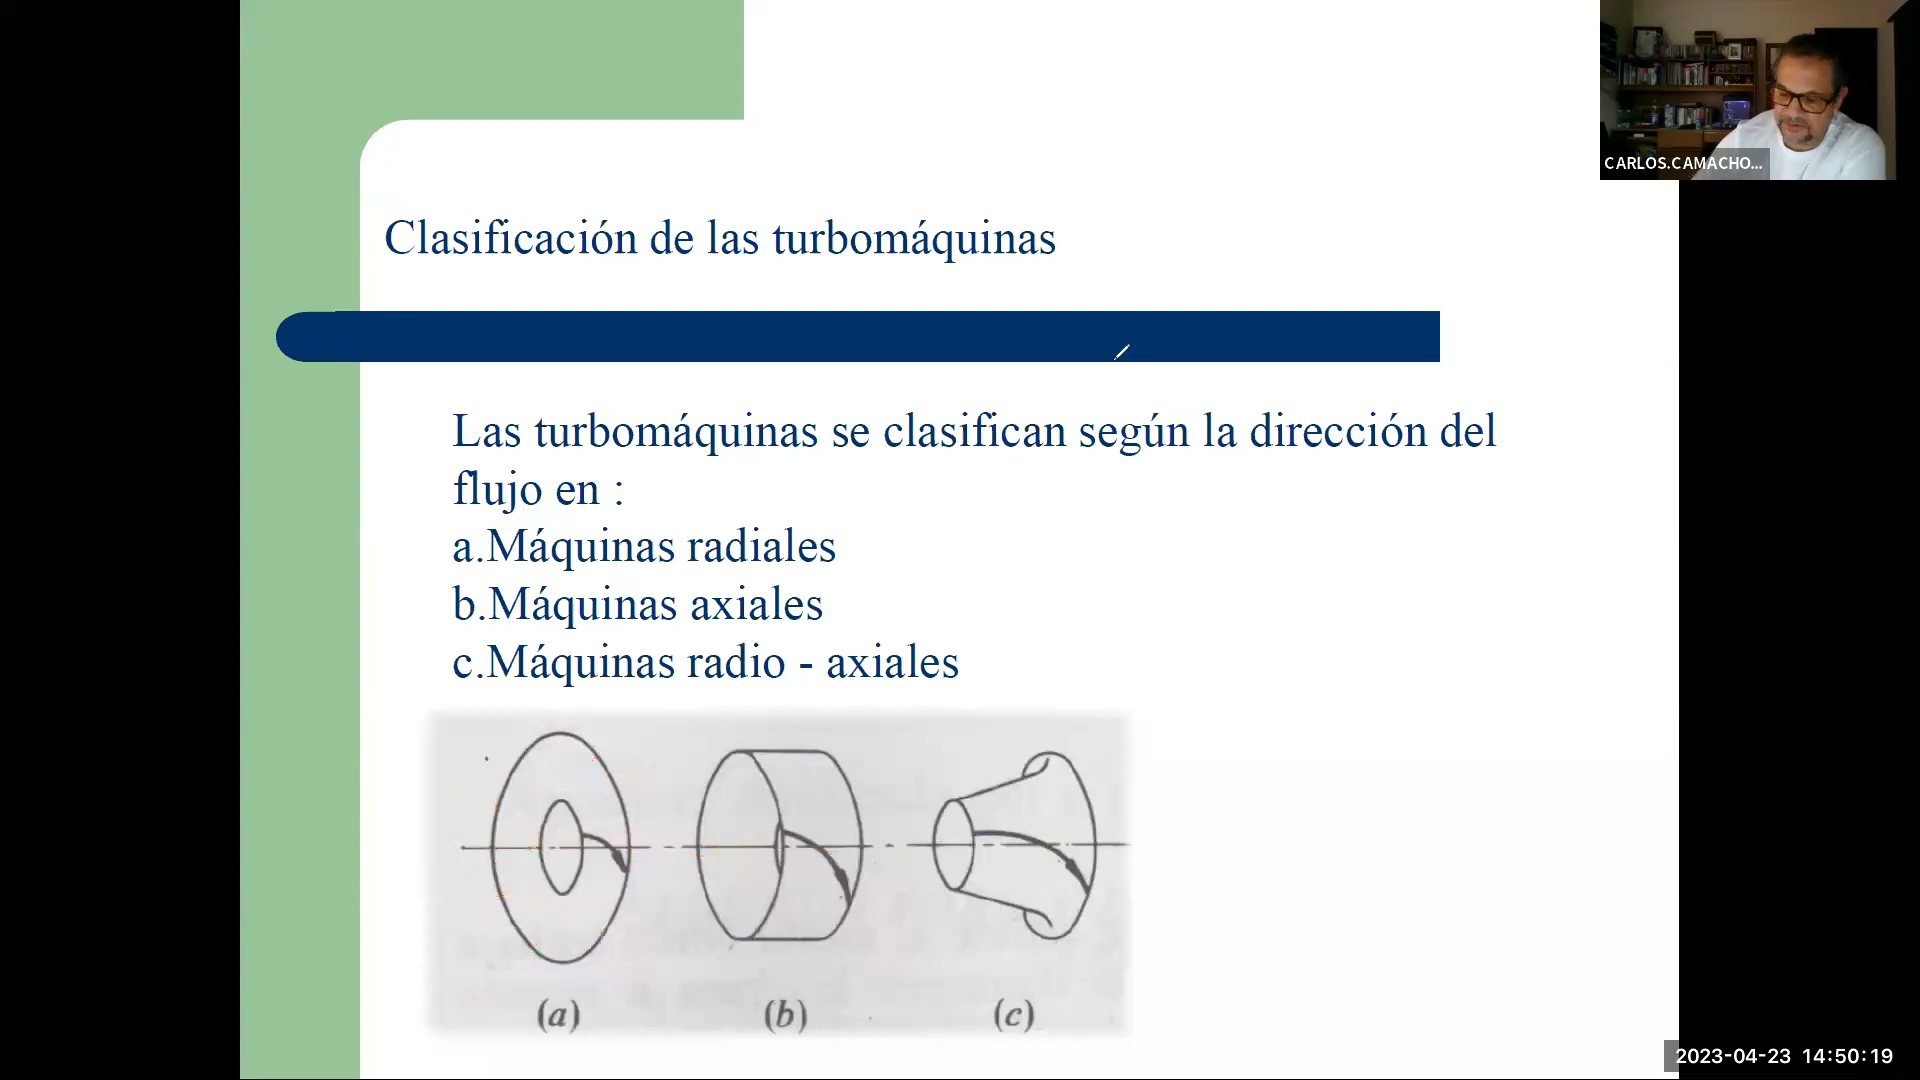 CARLOS.CAMACHO...
Clasificación de las turbomáquinas
Las turbomáquinas se clasifican según la dirección del
flujo en :
a.Máquinas radiales
b.Máquinas axiales
c.Máquinas radio - axiales
(a) (b) (c)
2023-04-23 14:50:19